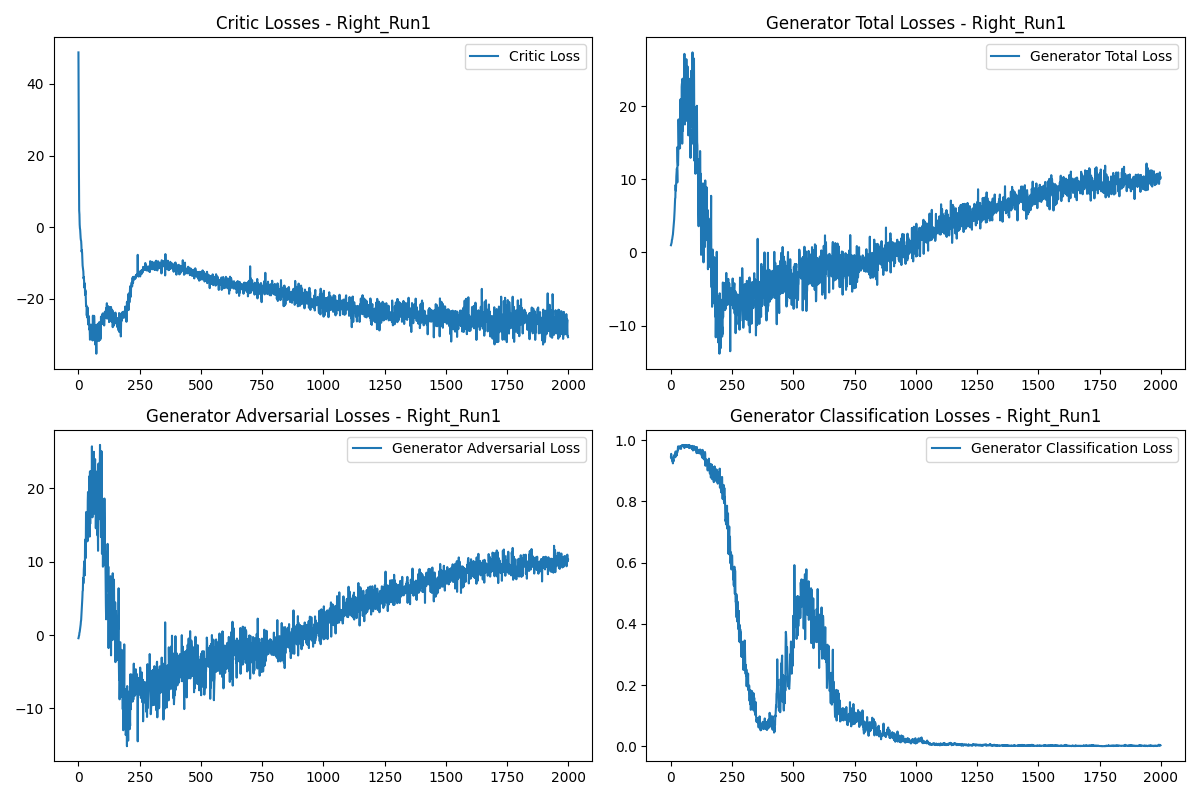 Critic Losses - Right_Run1
Critic Loss
40
20
0
−20
0 250 500 750 1000 1250 1500 1750 2000
Generator Total Losses - Right_Run1
Generator Total Loss
20
10
0
−10
0 250 500 750 1000 1250 1500 1750 2000
Generator Adversarial Losses - Right_Run1
Generator Adversarial Loss
20
10
0
−10
0 250 500 750 1000 1250 1500 1750 2000
Generator Classification Losses - Right_Run1
Generator Classification Loss
1.0
0.8
0.6
0.4
0.2
0.0
0 250 500 750 1000 1250 1500 1750 2000